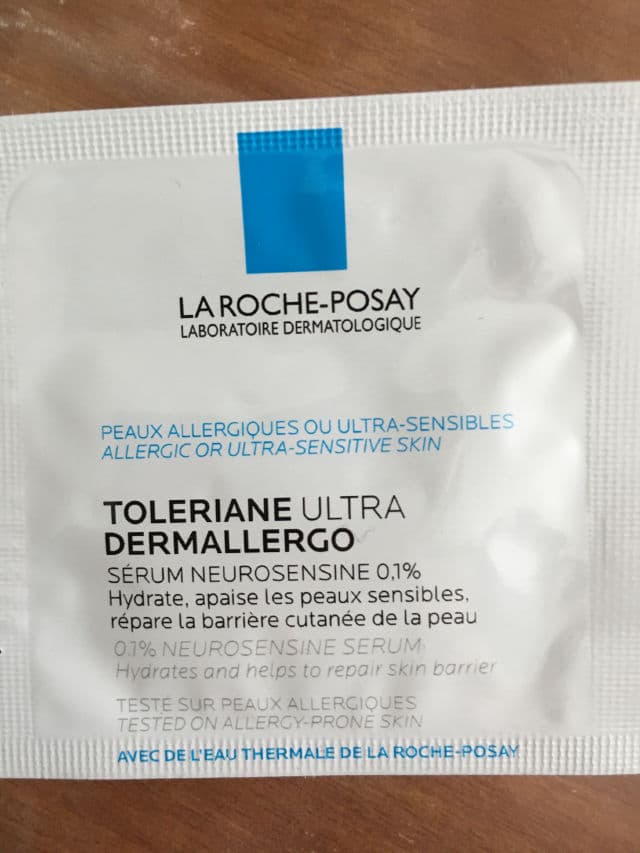 LA ROCHE-POSAY
LABORATOIRE DERMATOLOGIQUE
PEAUX ALLERGIQUES OU ULTRA-SENSIBLES
ALLERGIC OR ULTRA-SENSITIVE SKIN
TOLERIANE ULTRA
DERMALLERGO
SÉRUM NEUROSENSINE 0,1%
Hydrate, apaise les peaux sensibles,
répare la barrière cutanée de la peau
0.1% NEUROSENSINE SERUM
Hydrates and helps to repair skin barrier
TESTÉ SUR PEAUX ALLERGIQUES
TESTED ON ALLERGY-PRONE SKIN
AVEC DE L'EAU THERMALE DE LA ROCHE-POSAY